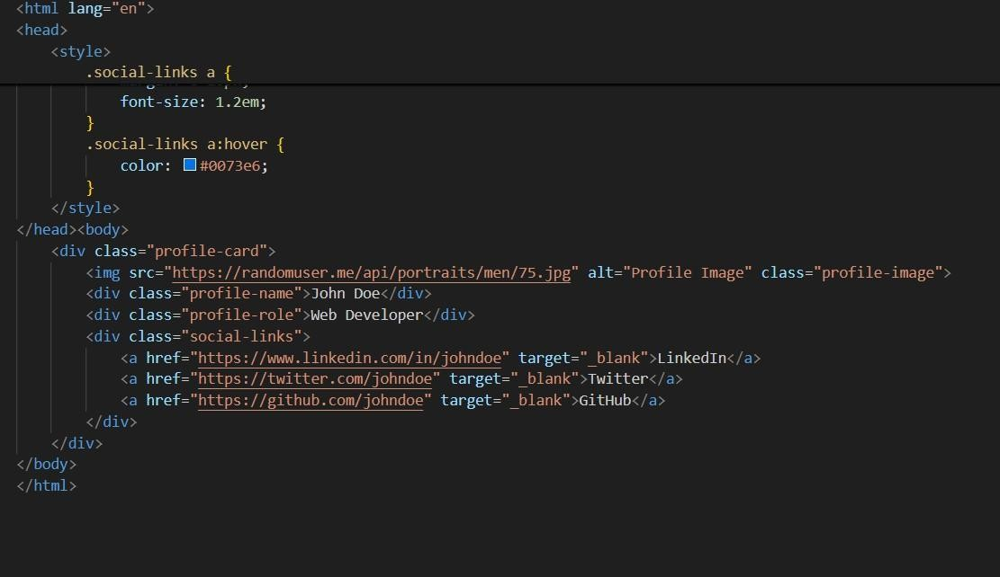 <html lang="en">
<head>
<style>
.social-links a {
font-size: 1.2em;
}
.social-links a:hover {
color: #0073e6;
}
</style>
</head><body>
<div class="profile-card">
<img src="https://randomuser.me/api/portraits/men/75.jpg" alt="Profile Image" class="profile-image">
<div class="profile-name">John Doe</div>
<div class="profile-role">Web Developer</div>
<div class="social-links">
<a href="https://www.linkedin.com/in/johndoe" target="_blank">LinkedIn</a>
<a href="https://twitter.com/johndoe" target="_blank">Twitter</a>
<a href="https://github.com/johndoe" target="_blank">GitHub</a>
</div>
</div>
</body>
</html>